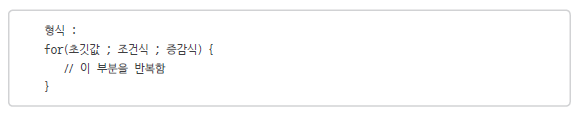 형식 :
for(초깃값 ; 조건식 ; 증감식) {
// 이 부분을 반복함
}